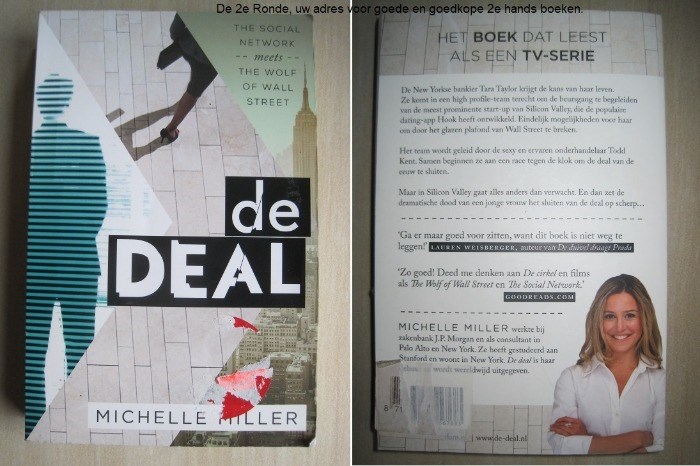 De 2e Ronde, uw adres voor goede en goedkope 2e hands boeken.
THE SOCIAL
NETWORK
-- meets --
THE WOLF
OF WALL
STREET
de
DEAL
MICHELLE MILLER
HET BOEK DAT LEEST
ALS EEN TV-SERIE
De New Yorkse bankier Tara Taylor krijgt de kans van haar leven.
Ze komt in een high profile-team terecht om de beursgang te begeleiden
van de meest prominente start-up van Silicon Valley, die de populaire
dating-app Hook heeft ontwikkeld. Eindelijk mogelijkheden voor haar
om door het glazen plafond van Wall Street te breken.
Het team wordt geleid door de sexy en ervaren onderhandelaar Todd
Kent. Samen beginnen ze aan een race tegen de klok om de deal van de
eeuw te sluiten.
Maar in Silicon Valley gaat alles anders dan verwacht. En dan zet de
dramatische dood van een jonge vrouw het sluiten van de deal op scherp…
'Ga er maar goed voor zitten, want dit boek is niet weg te
leggen!' LAUREN WEISBERGER, auteur van De duivel draagt Prada
'Zo goed! Deed me denken aan De cirkel en films
als The Wolf of Wall Street en The Social Network.'
GOODREADS.COM
MICHELLE MILLER werkte bij
zakenbank J.P. Morgan en als consultant in
Palo Alto en New York. Ze heeft gestudeerd aan
Stanford en woont in New York. De deal is haar
wordt wereldwijd uitgegeven.
8 71
| www.de-deal.nl